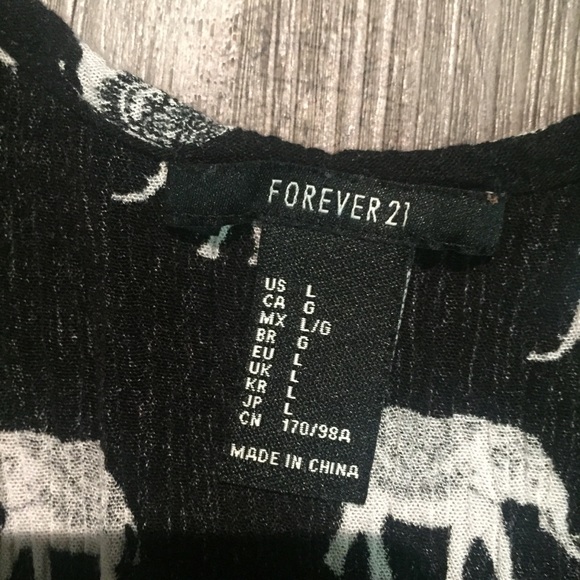 FOREVER 21
US L
CA G
MX L/G
BR G
EU L
UK L
KR L
JP L
CN 170/98A
MADE IN CHINA